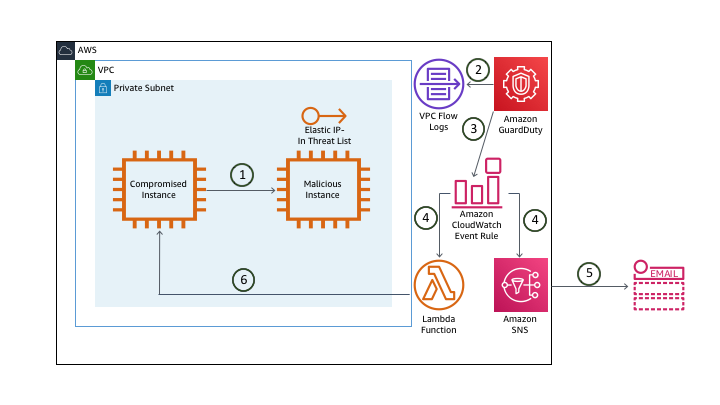 AWS
VPC
Private Subnet
Elastic IP-
In Threat List
Compromised
Instance
1
Malicious
Instance
6
VPC Flow
Logs
2
Amazon
GuardDuty
3
Amazon
CloudWatch
Event Rule
4
4
Lambda
Function
Amazon
SNS
5
EMAIL